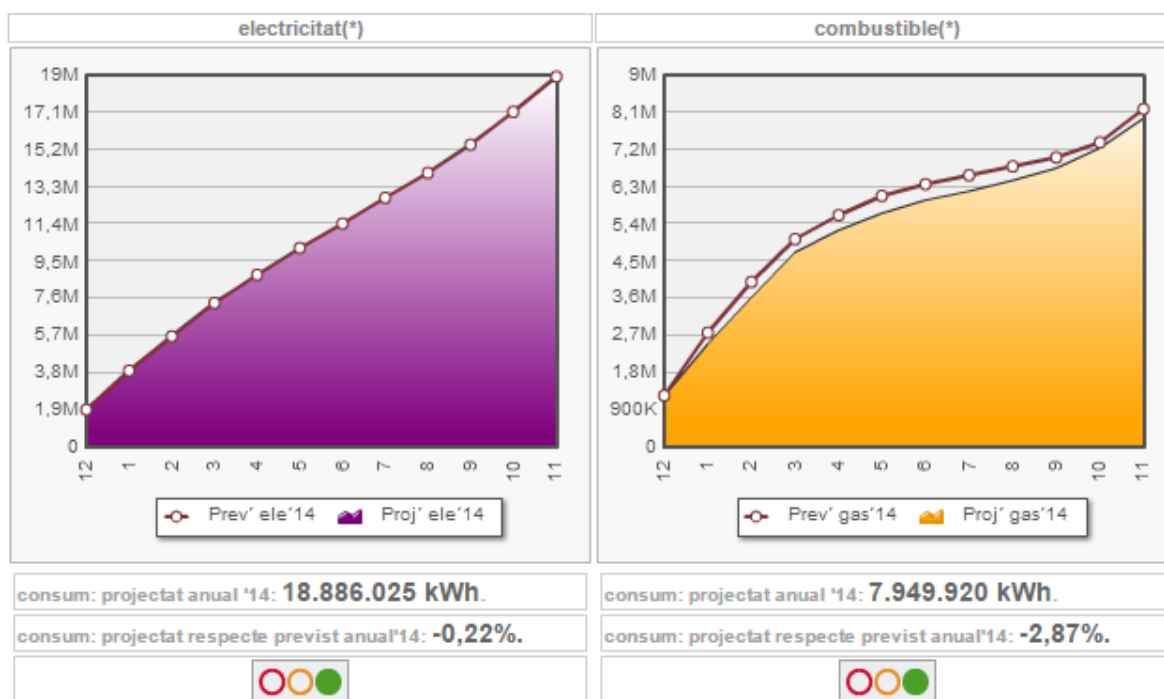 electricitat(*)
19M
17,1M
15,2M
13,3M
11,4M
9,5M
7,6M
5,7M
3,8M
1,9M
0
12 1 2 3 4 5 6 7 8 9 10 11
Prev´ ele´14 Proj´ ele´14
consum: projectat anual '14: 18.886.025 kWh.
consum: projectat respecte previst anual'14: -0,22%.
combustible(*)
9M
8,1M
7,2M
6,3M
5,4M
4,5M
3,6M
2,7M
1,8M
900K
0
12 1 2 3 4 5 6 7 8 9 10 11
Prev´ gas´14 Proj´ gas´14
consum: projectat anual '14: 7.949.920 kWh.
consum: projectat respecte previst anual'14: -2,87%.